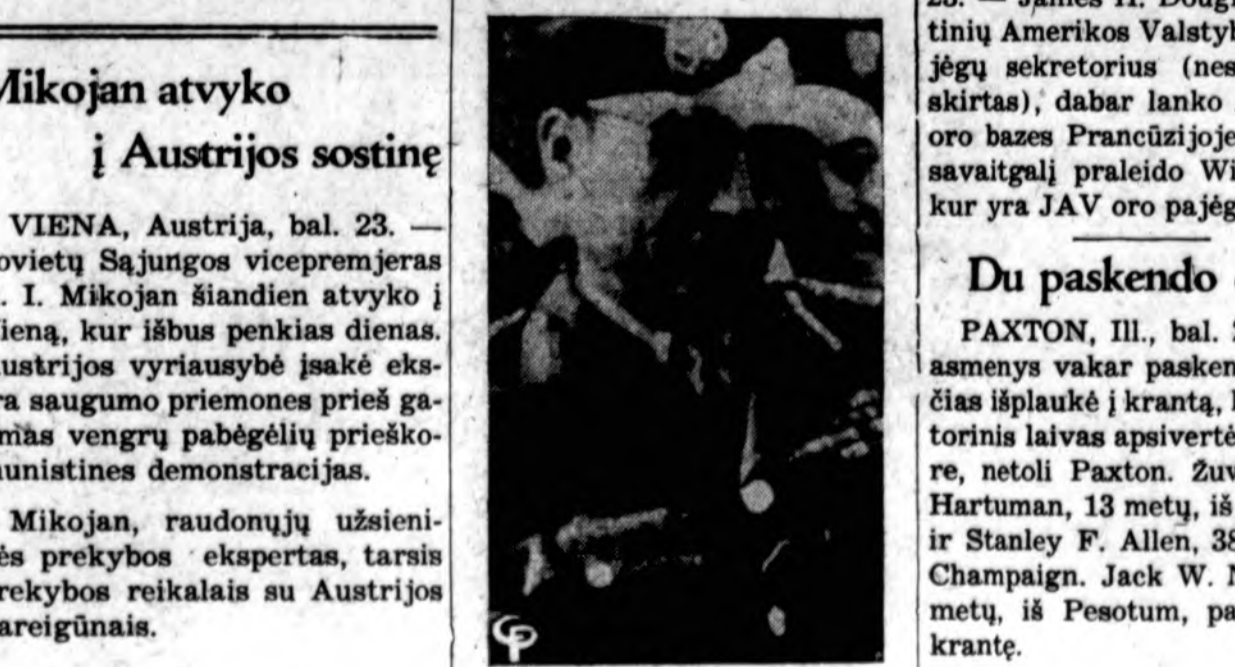 Mikojan atvyko
į Austrijos sostinę
VIENA, Austrija, bal. 23. —
ovietų Sąjungos vicepremjeras
. I. Mikojan šiandien atvyko į
ieną, kur išbus penkias dienas.
ustrijos vyriausybė įsakė eks-
ra saugumo priemones prieš ga-
mas vengrų pabėgėlių prieško-
unistines demonstracijas.
Mikojan, raudonųjų užsieni-
ės prekybos ekspertas, tarsis
rekybos reikalais su Austrijos
areigūnais.
CP
23. — James H. Dougl
tinių Amerikos Valstyb
jėgų sekretorius (nes
skirtas), dabar lanko
oro bazes Prancūzijoje
savaitgalį praleido Wi
kur yra JAV oro pajėg
Du paskendo
PAXTON, Ill., bal.
asmenys vakar pasken
čias išplaukė į krantą,
torinis laivas apsivertė
re, netoli Paxton. Žuv
Hartuman, 13 metų, iš
ir Stanley F. Allen, 38
Champaign. Jack W. N
metų, iš Pesotum, pa
krantę.